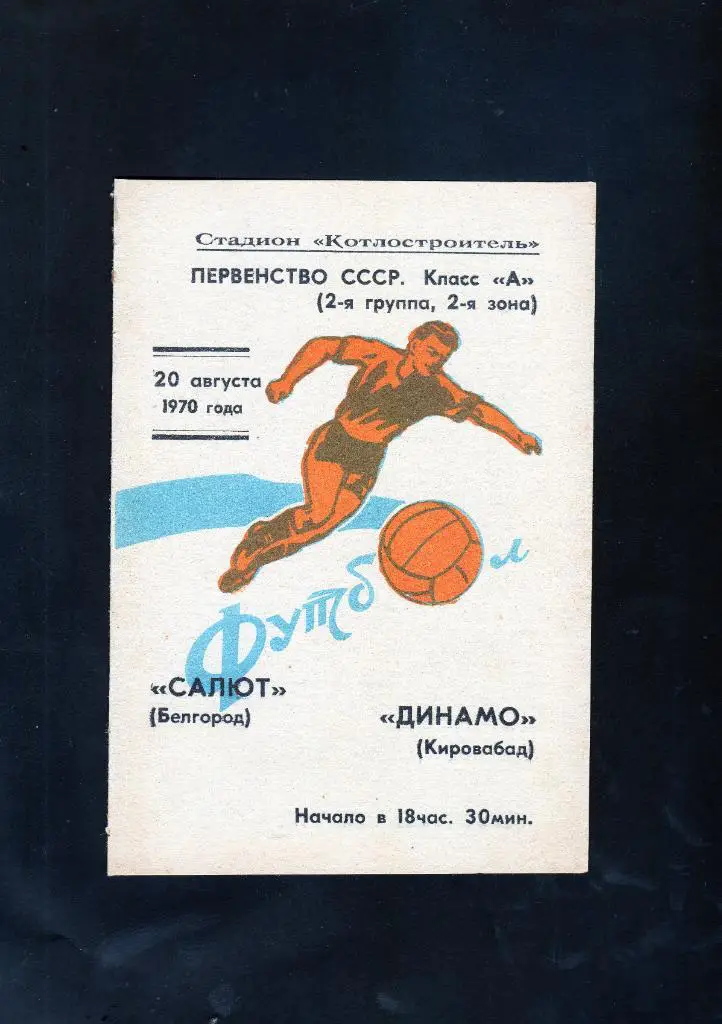 Стадион «Котлостроитель»
ПЕРВЕНСТВО СССР. Класс «А»
(2-я группа, 2-я зона)
20 августа
1970 года
Футбол
«САЛЮТ»
(Белгород)
«ДИНАМО»
(Кировабад)
Начало в 18час. 30мин.